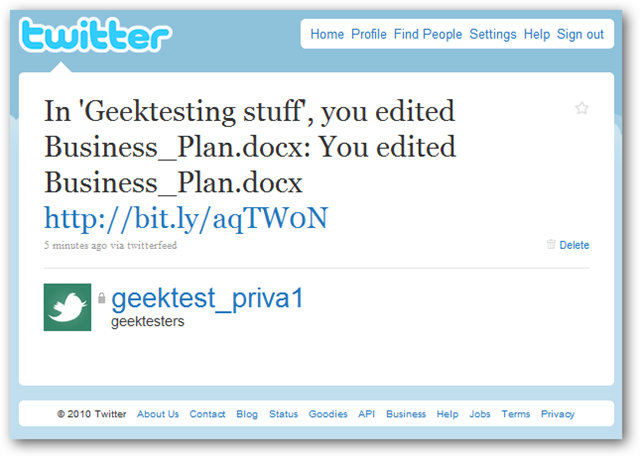 twitter
Home Profile Find People Settings Help Sign out
In 'Geektesting stuff', you edited
Business_Plan.docx: You edited
Business_Plan.docx
http://bit.ly/aqTW0N
5 minutes ago via twitterfeed
Delete
geektest_priva1
geektesters
© 2010 Twitter About Us Contact Blog Status Goodies API Business Help Jobs Terms Privacy